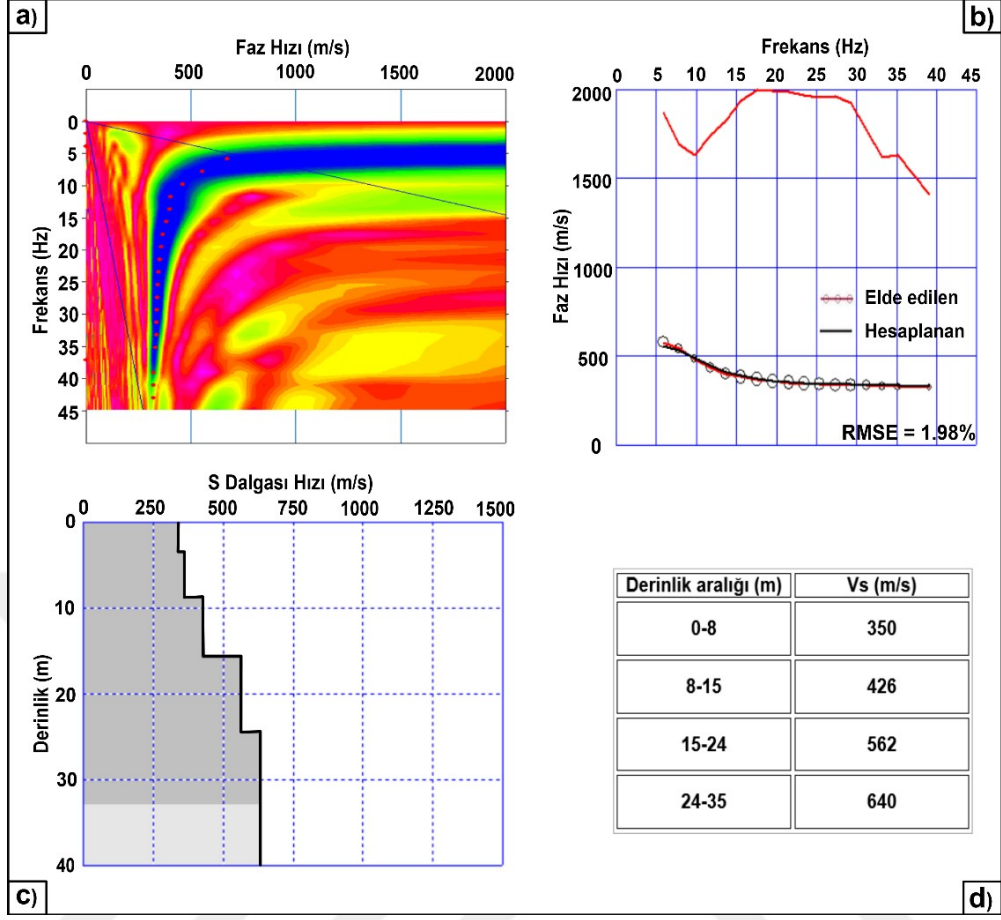 a)
Faz Hızı (m/s)
0 500 1000 1500 2000
Frekans (Hz)
0
5
10
15
20
25
30
35
40
45
b)
Frekans (Hz)
0 5 10 15 20 25 30 35 40 45
Faz Hızı (m/s)
2000
1500
1000
500
0
Elde edilen
Hesaplanan
RMSE = 1.98%
S Dalgası Hızı (m/s)
0 250 500 750 1000 1250 1500
Derinlik (m)
0
10
20
30
40
c)
Derinlik aralığı (m) Vs (m/s)
0-8 350
8-15 426
15-24 562
24-35 640
d)